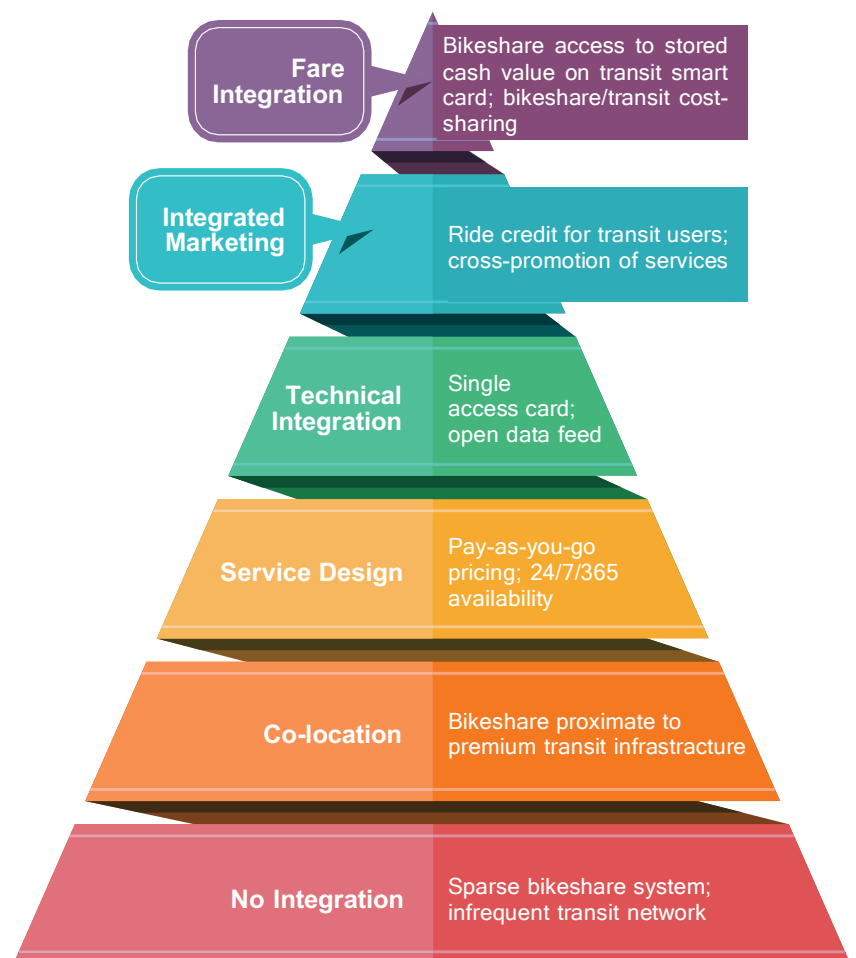 Fare
Integration
Bikeshare access to stored
cash value on transit smart
card; bikeshare/transit cost-
sharing
Integrated
Marketing
Ride credit for transit users;
cross-promotion of services
Technical
Integration
Single
access card;
open data feed
Service Design
Pay-as-you-go
pricing; 24/7/365
availability
Co-location
Bikeshare proximate to
premium transit infrastracture
No Integration
Sparse bikeshare system;
infrequent transit network